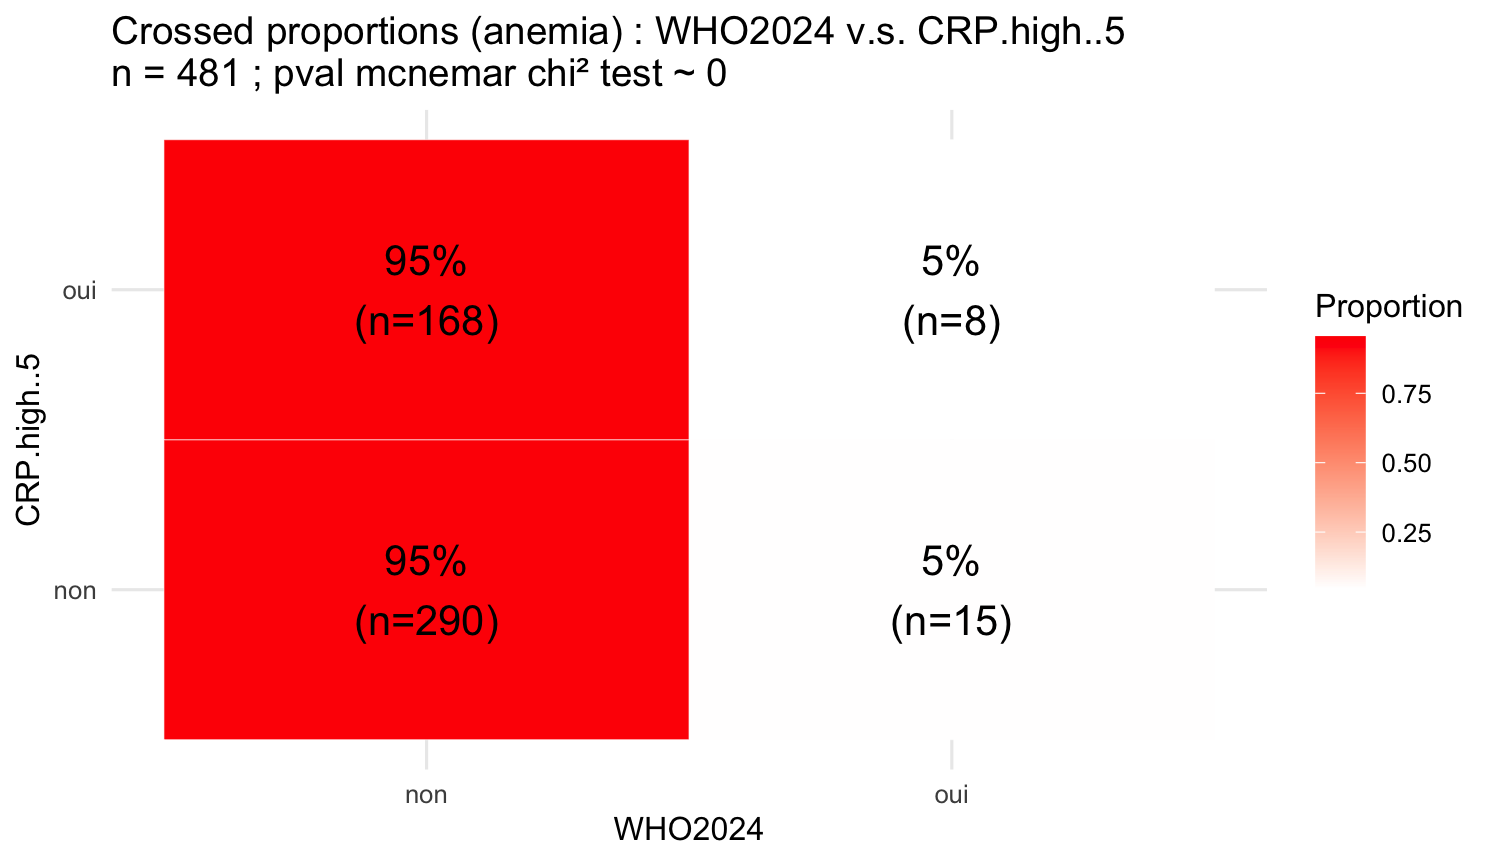 Crossed proportions (anemia) : WHO2024 v.s. CRP.high..5
n = 481 ; pval mcnemar chi² test ~ 0
95%
(n=168)
5%
(n=8)
95%
(n=290)
5%
(n=15)
oui
non
CRP.high..5
non
oui
WHO2024
Proportion
0.75
0.50
0.25